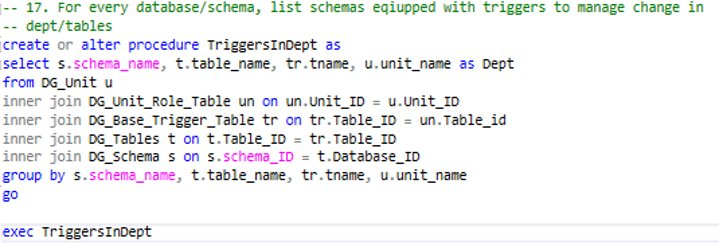 -- 17. For every database/schema, list schemas eqiupped with triggers to manage change in
-- dept/tables
create or alter procedure TriggersInDept as
select s.schema_name, t.table_name, tr.tname, u.unit_name as Dept
from DG_Unit u
inner join DG_Unit_Role_Table un on un.Unit_ID = u.Unit_ID
inner join DG_Base_Trigger_Table tr on tr.Table_ID = un.Table_id
inner join DG_Tables t on t.Table_ID = tr.Table_ID
inner join DG_Schema s on s.schema_ID = t.Database_ID
group by s.schema_name, t.table_name, tr.tname, u.unit_name
go
exec TriggersInDept